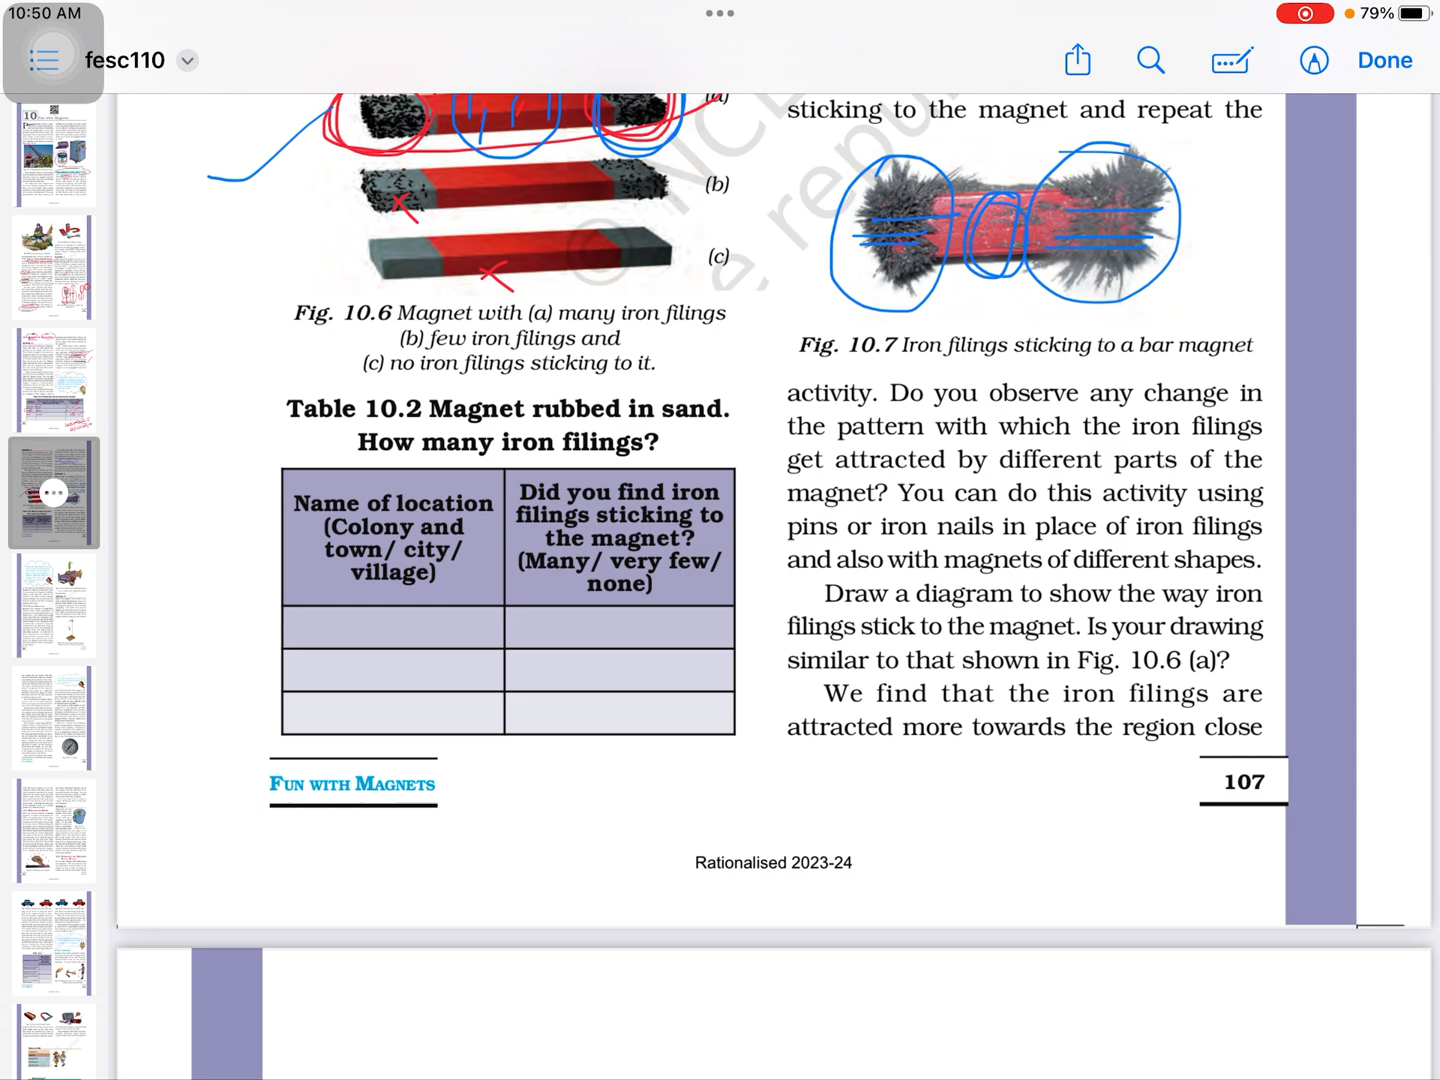 10:50 AM
79%
fesc110
Done
(a)
(b)
(c)
Fig. 10.6 Magnet with (a) many iron filings
(b) few iron filings and
(c) no iron filings sticking to it.
Table 10.2 Magnet rubbed in sand.
How many iron filings?
Name of location
(Colony and
town/ city/
village)
Did you find iron
filings sticking to
the magnet?
(Many/ very few/
none)
sticking to the magnet and repeat the
Fig. 10.7 Iron filings sticking to a bar magnet
activity. Do you observe any change in
the pattern with which the iron filings
get attracted by different parts of the
magnet? You can do this activity using
pins or iron nails in place of iron filings
and also with magnets of different shapes.
Draw a diagram to show the way iron
filings stick to the magnet. Is your drawing
similar to that shown in Fig. 10.6 (a)?
We find that the iron filings are
attracted more towards the region close
FUN WITH MAGNETS
107
Rationalised 2023-24